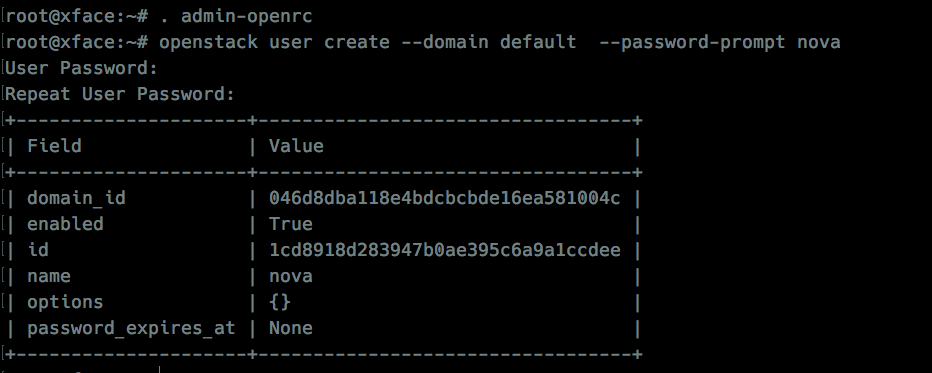 root@xface:~# . admin-openrc
root@xface:~# openstack user create --domain default  --password-prompt nova
User Password:
Repeat User Password:
+---------------------+----------------------------------+
| Field               | Value                            |
+---------------------+----------------------------------+
| domain_id           | 046d8dba118e4bdcbcbde16ea581004c |
| enabled             | True                             |
| id                  | 1cd8918d283947b0ae395c6a9a1ccdee |
| name                | nova                             |
| options             | {}                               |
| password_expires_at | None                             |
+---------------------+----------------------------------+